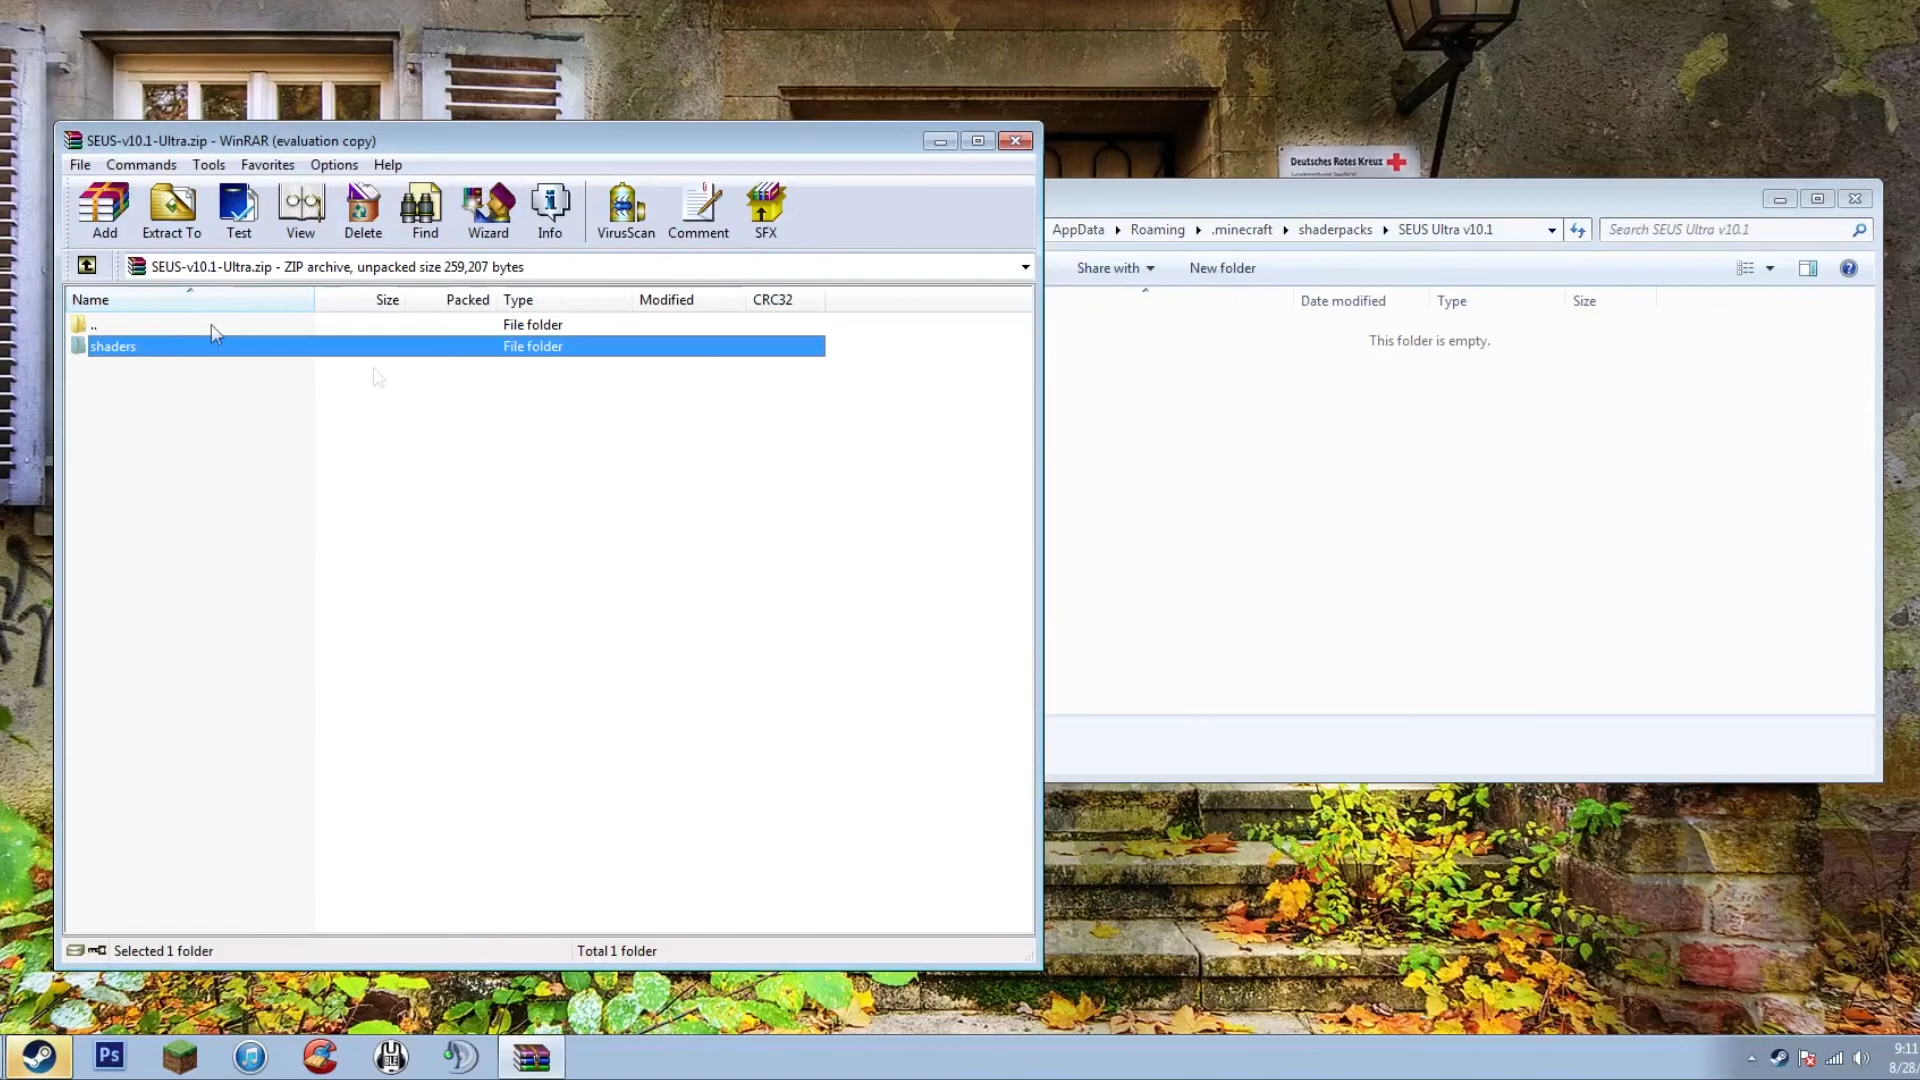 SEUS-v10.1-Ultra.zip - WinRAR (evaluation copy)
File Commands Tools Favorites Options Help
Add Extract To Test View Delete Find Wizard Info VirusScan Comment SFX
SEUS-v10.1-Ultra.zip - ZIP archive, unpacked size 259,207 bytes
Name Size Packed Type Modified CRC32
.. File folder
shaders File folder
Selected 1 folder Total 1 folder
Deutsches Rotes Kreuz
AppData Roaming .minecraft shaderpacks SEUS Ultra v10.1 Search SEUS Ultra v10.1
Share with New folder
Date modified Type Size
This folder is empty.
Ps
9:11
8/28/